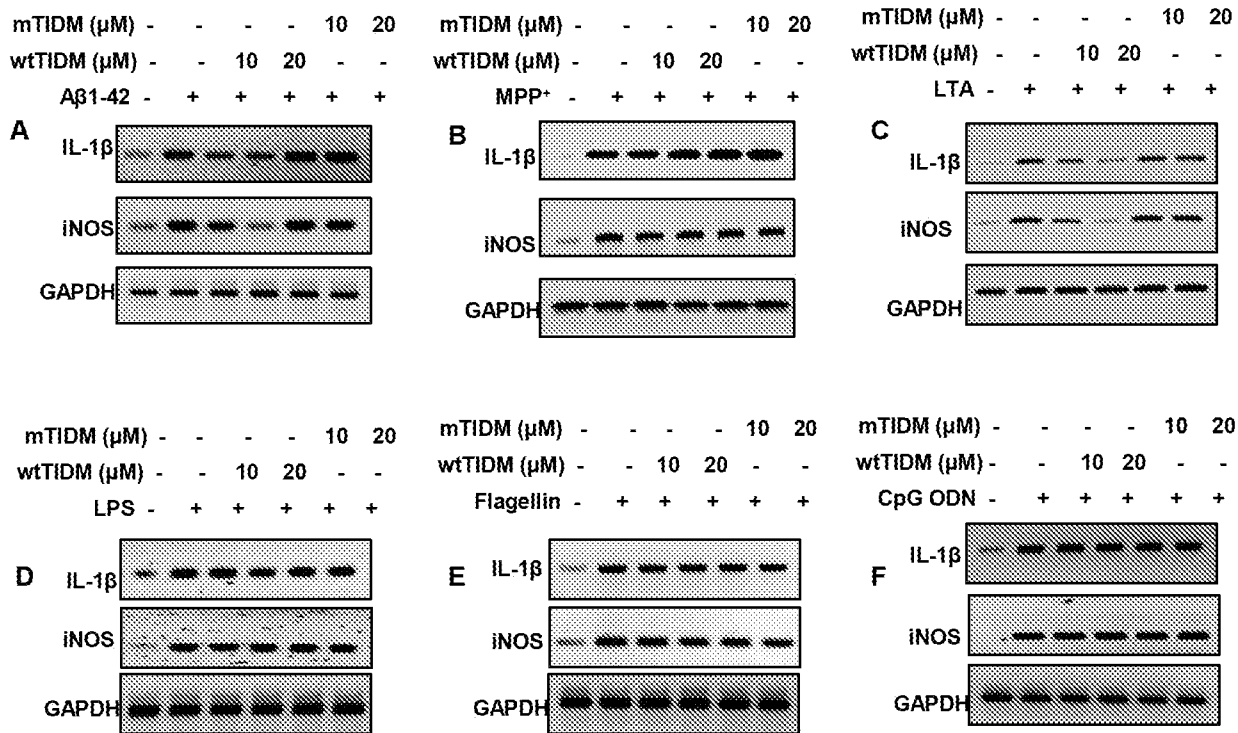 mTIDM (µM) - - - - 10 20
wtTIDM (µM) - - 10 20 - -
Aβ1-42 - + + + + +
A
IL-1β
iNOS
GAPDH
mTIDM (µM) - - - - 10 20
wtTIDM (µM) - - 10 20 - -
MPP⁺ - + + + + +
B
IL-1β
iNOS
GAPDH
mTIDM (µM) - - - - 10 20
wtTIDM (µM) - - 10 20 - -
LTA - + + + + +
C
IL-1β
iNOS
GAPDH
mTIDM (µM) - - - - 10 20
wtTIDM (µM) - - 10 20 - -
LPS - + + + + +
D
IL-1β
iNOS
GAPDH
mTIDM (µM) - - - - 10 20
wtTIDM (µM) - - 10 20 - -
Flagellin - + + + + +
E
IL-1β
iNOS
GAPDH
mTIDM (µM) - - - - 10 20
wtTIDM (µM) - - 10 20 - -
CpG ODN - + + + + +
F
IL-1β
iNOS
GAPDH